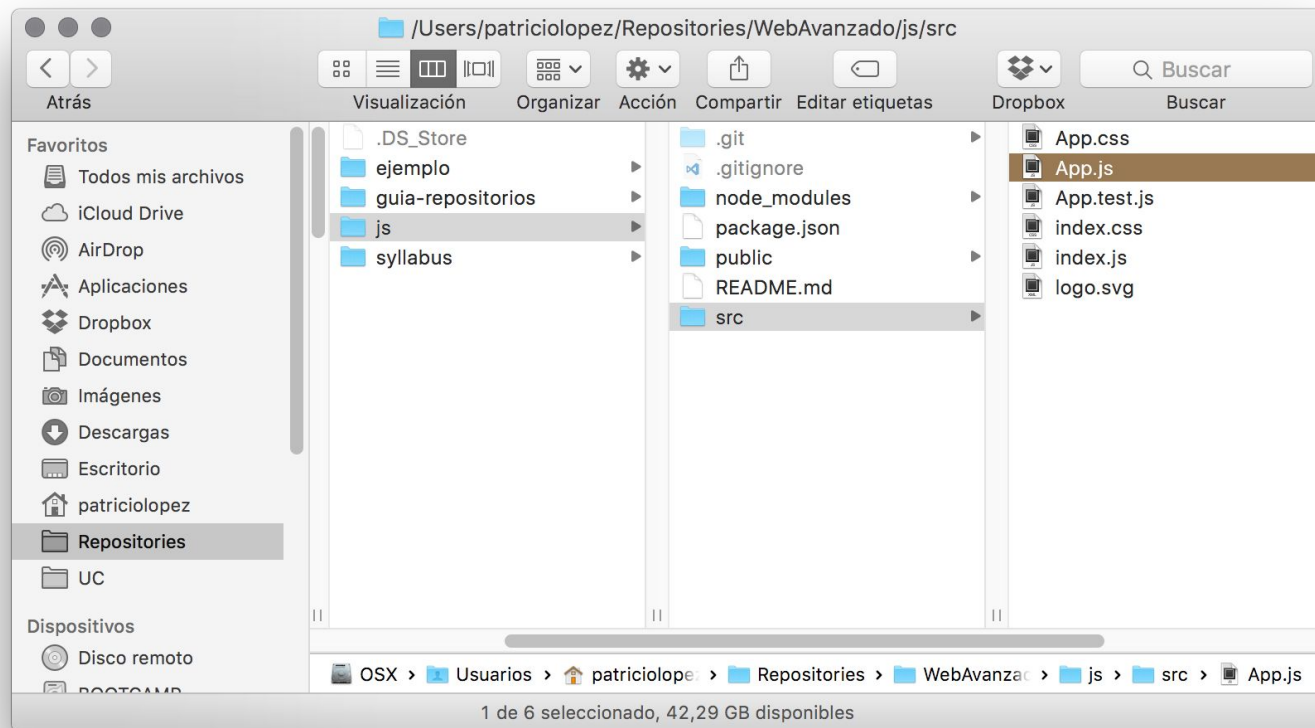 /Users/patriciolopez/Repositories/WebAvanzado/js/src
Atrás
Visualización
Organizar
Acción
Compartir
Editar etiquetas
Dropbox
Buscar
Buscar
Favoritos
Todos mis archivos
iCloud Drive
AirDrop
Aplicaciones
Dropbox
Documentos
Imágenes
Descargas
Escritorio
patriciolopez
Repositories
UC
Dispositivos
Disco remoto
BOOTCAMP
.DS_Store
ejemplo
guia-repositorios
js
syllabus
.git
.gitignore
node_modules
package.json
public
README.md
src
App.css
App.js
App.test.js
index.css
index.js
logo.svg
OSX › Usuarios › patriciolope › Repositories › WebAvanzac › js › src › App.js
1 de 6 seleccionado, 42,29 GB disponibles